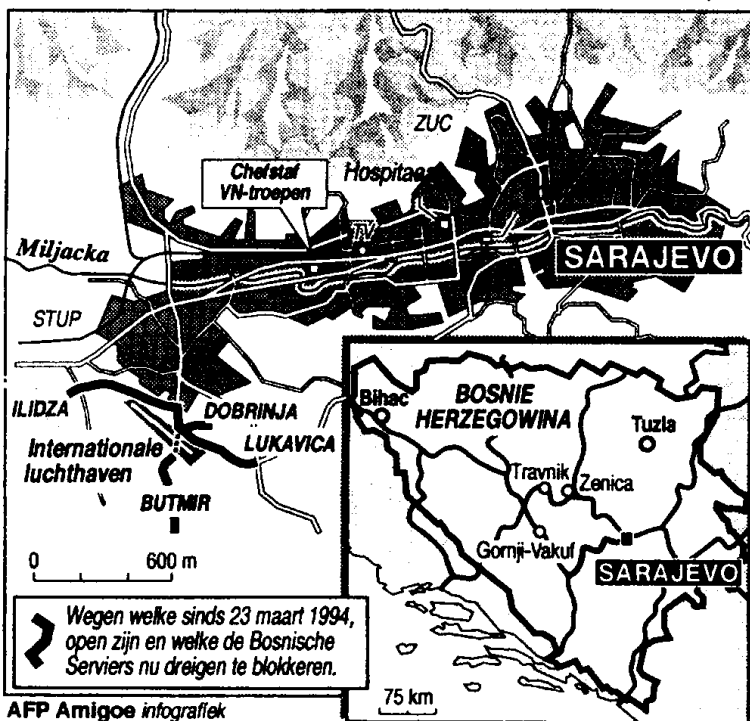 ZUC
Chefstaf
VN-troepen
Hospitaal
TV
Miljacka
SARAJEVO
STUP
ILIDZA
DOBRINJA
LUKAVICA
Internationale
luchthaven
BUTMIR
0 600 m
Wegen welke sinds 23 maart 1994,
open zijn en welke de Bosnische
Serviers nu dreigen te blokkeren.
BOSNIE
HERZEGOWINA
Bihac
Tuzla
Travnik
Zenica
Gornji-Vakuf
SARAJEVO
75 km
AFP Amigoe infografiek